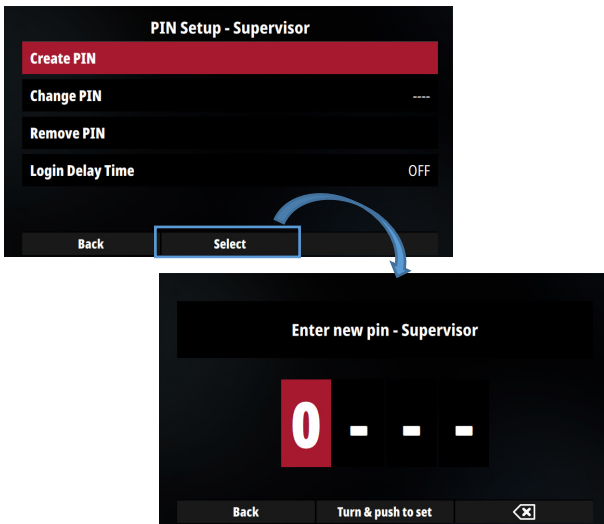 PIN Setup - Supervisor
Create PIN
Change PIN ----
Remove PIN
Login Delay Time OFF
Back Select
Enter new pin - Supervisor
0 - - -
Back Turn & push to set